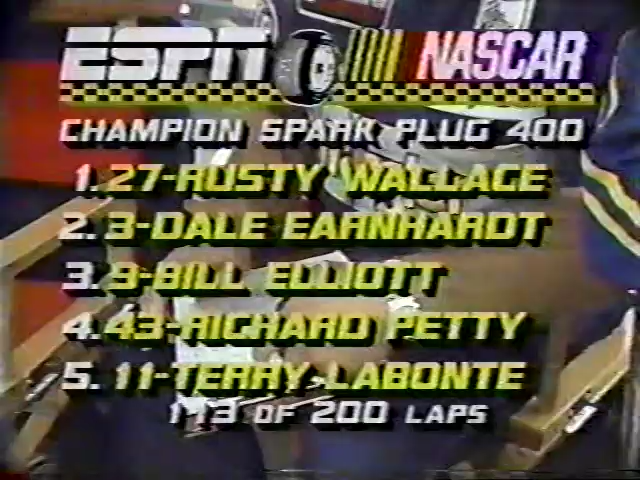 ESPN NASCAR
CHAMPION SPARK PLUG 400
1. 27-RUSTY WALLACE
2. 3-DALE EARNHARDT
3. 9-BILL ELLIOTT
4. 43-RICHARD PETTY
5. 11-TERRY LABONTE
113 OF 200 LAPS